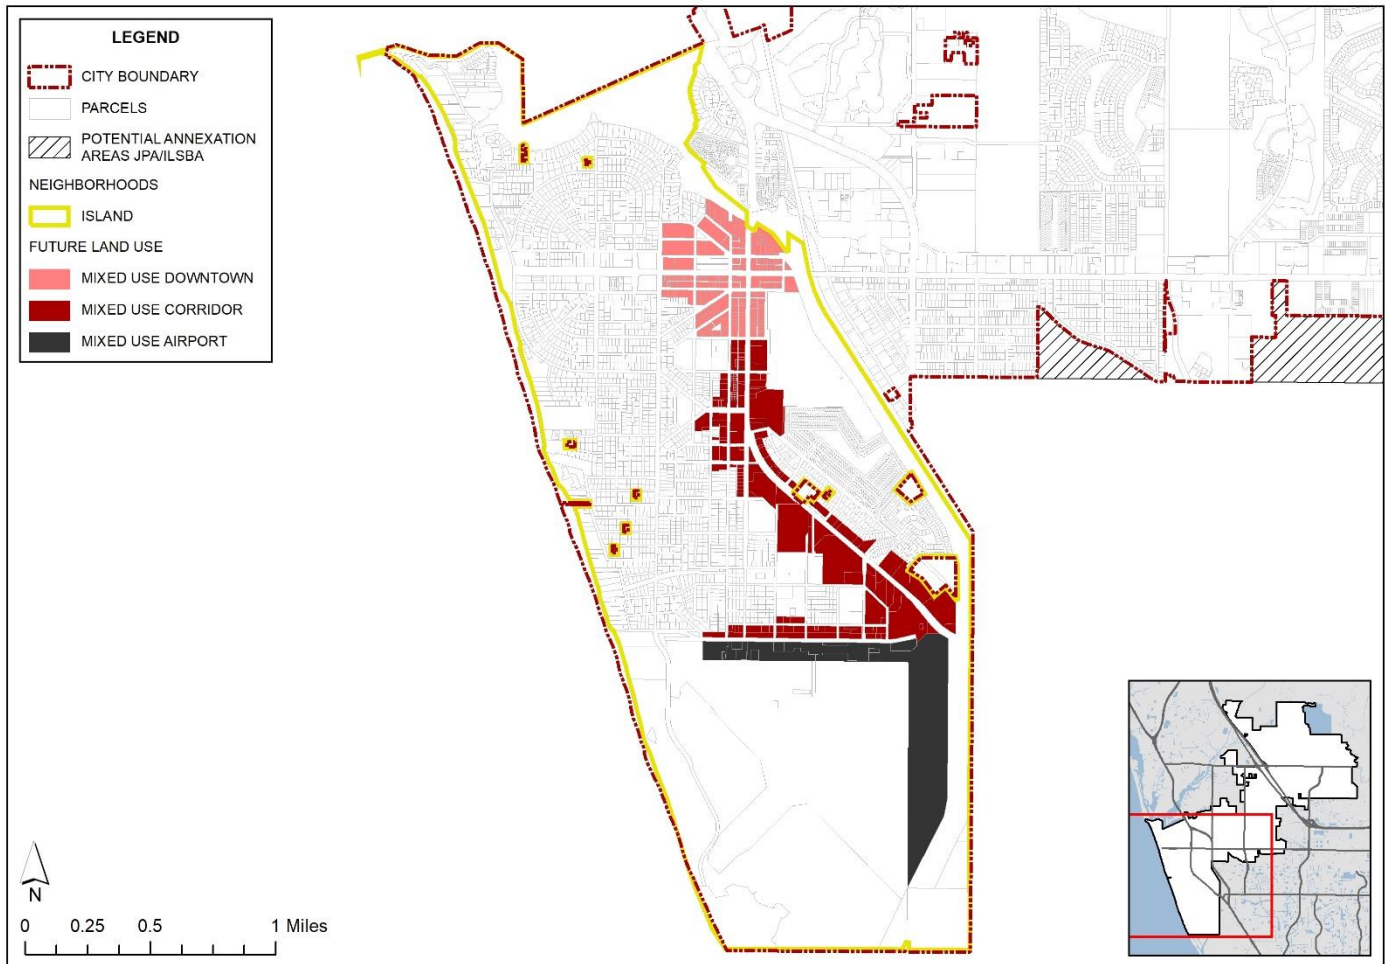 LEGEND
CITY BOUNDARY
PARCELS
POTENTIAL ANNEXATION
AREAS JPA/ILSBA
NEIGHBORHOODS
ISLAND
FUTURE LAND USE
MIXED USE DOWNTOWN
MIXED USE CORRIDOR
MIXED USE AIRPORT
N
0 0.25 0.5 1 Miles